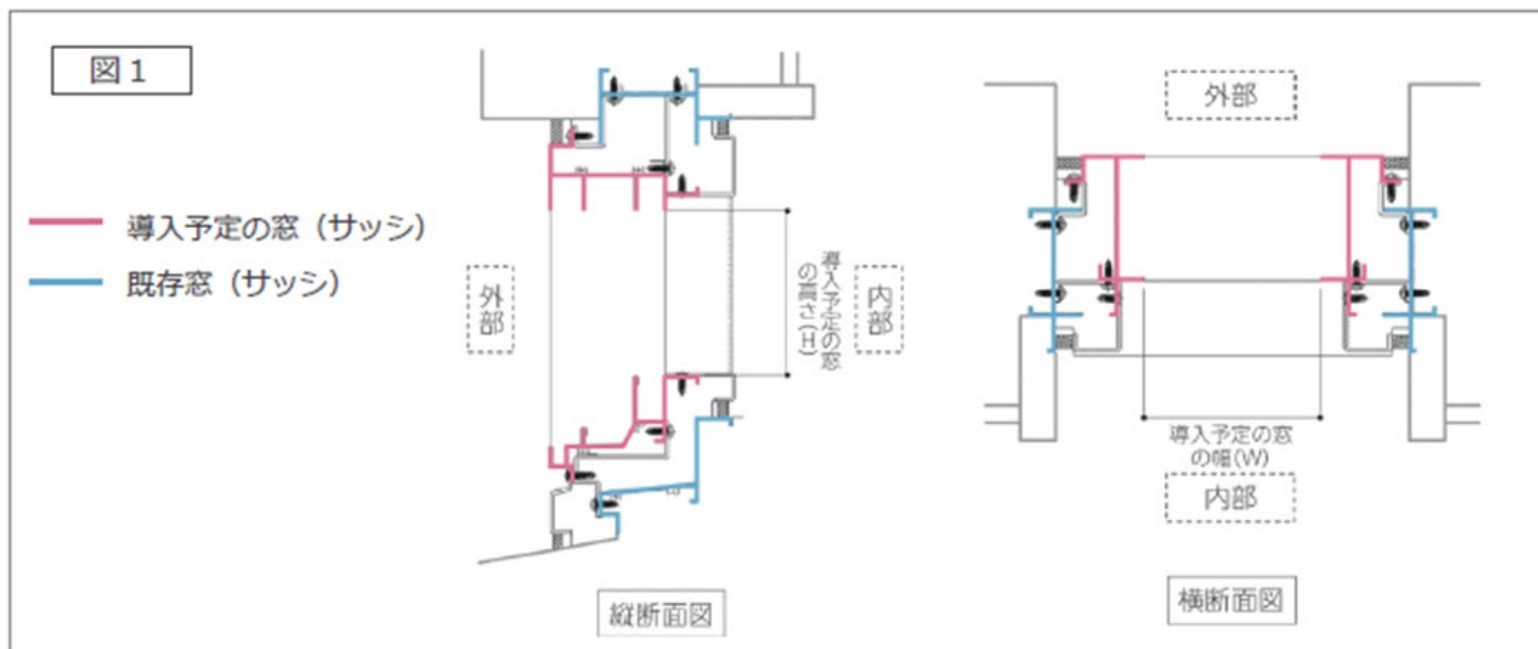 図1
導入予定の窓（サッシ）
既存窓（サッシ）
外部
導入予定の窓
の高さ(H)
内部
縦断面図
外部
導入予定の窓
の幅(W)
内部
横断面図